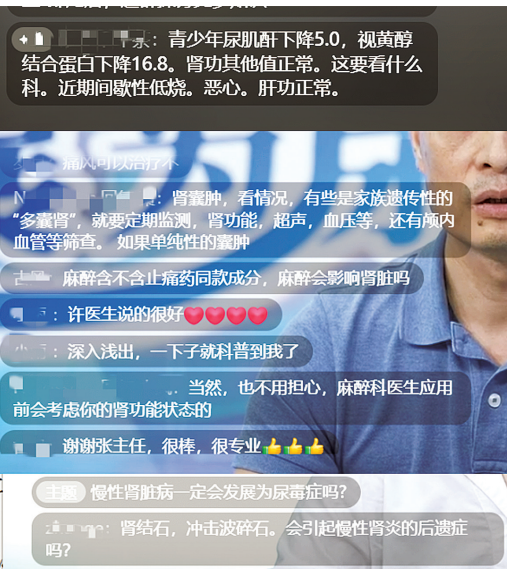 青少年尿肌酐下降5.0，视黄醇
结合蛋白下降16.8。肾功其他值正常。这要看什么
科。近期间歇性低烧。恶心。肝功正常。
痛风可以治疗不
：肾囊肿，看情况，有些是家族遗传性的
“多囊肾”，就要定期监测，肾功能，超声，血压等，还有颅内
血管等筛查。 如果单纯性的囊肿
麻醉含不含止痛药同款成分，麻醉会影响肾脏吗
：许医生说的很好❤️❤️❤️❤️
：深入浅出，一下子就科普到我了
当然，也不用担心，麻醉科医生应用
前会考虑你的肾功能状态的
谢谢张主任，很棒，很专业👍👍👍
主题 慢性肾脏病一定会发展为尿毒症吗？
：肾结石，冲击波碎石。会引起慢性肾炎的后遗症
吗？